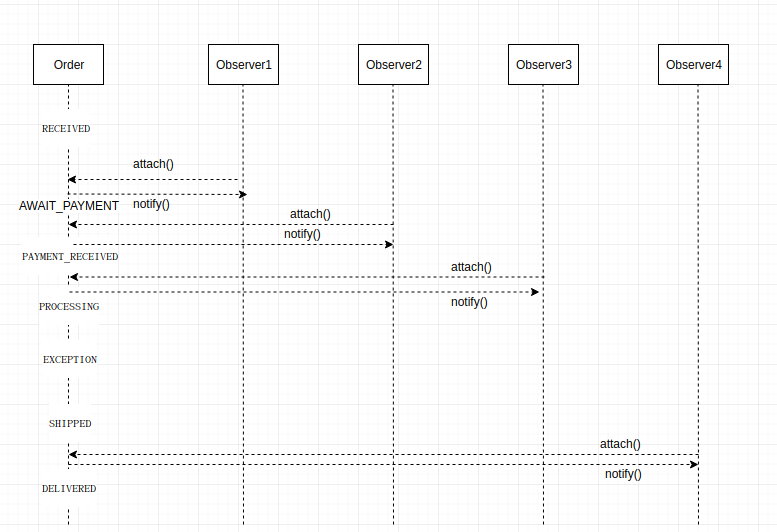 Order
Observer1
Observer2
Observer3
Observer4
RECEIVED
attach()
notify()
AWAIT_PAYMENT
attach()
notify()
PAYMENT_RECEIVED
attach()
notify()
PROCESSING
EXCEPTION
SHIPPED
attach()
notify()
DELIVERED